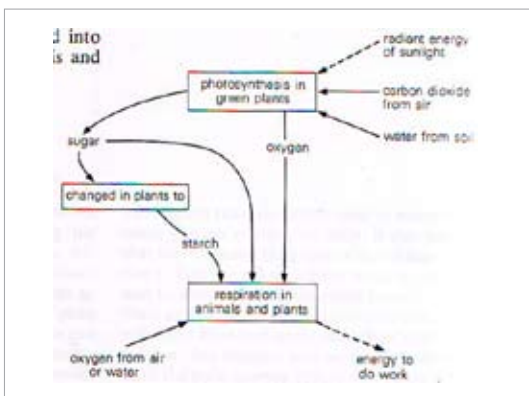 d into
is and
radiant energy
of sunlight
photosynthesis in
green plants
carbon dioxide
from air
water from soil
sugar
oxygen
changed in plants to
starch
respiration in
animals and plants
oxygen from air
or water
energy to
do work